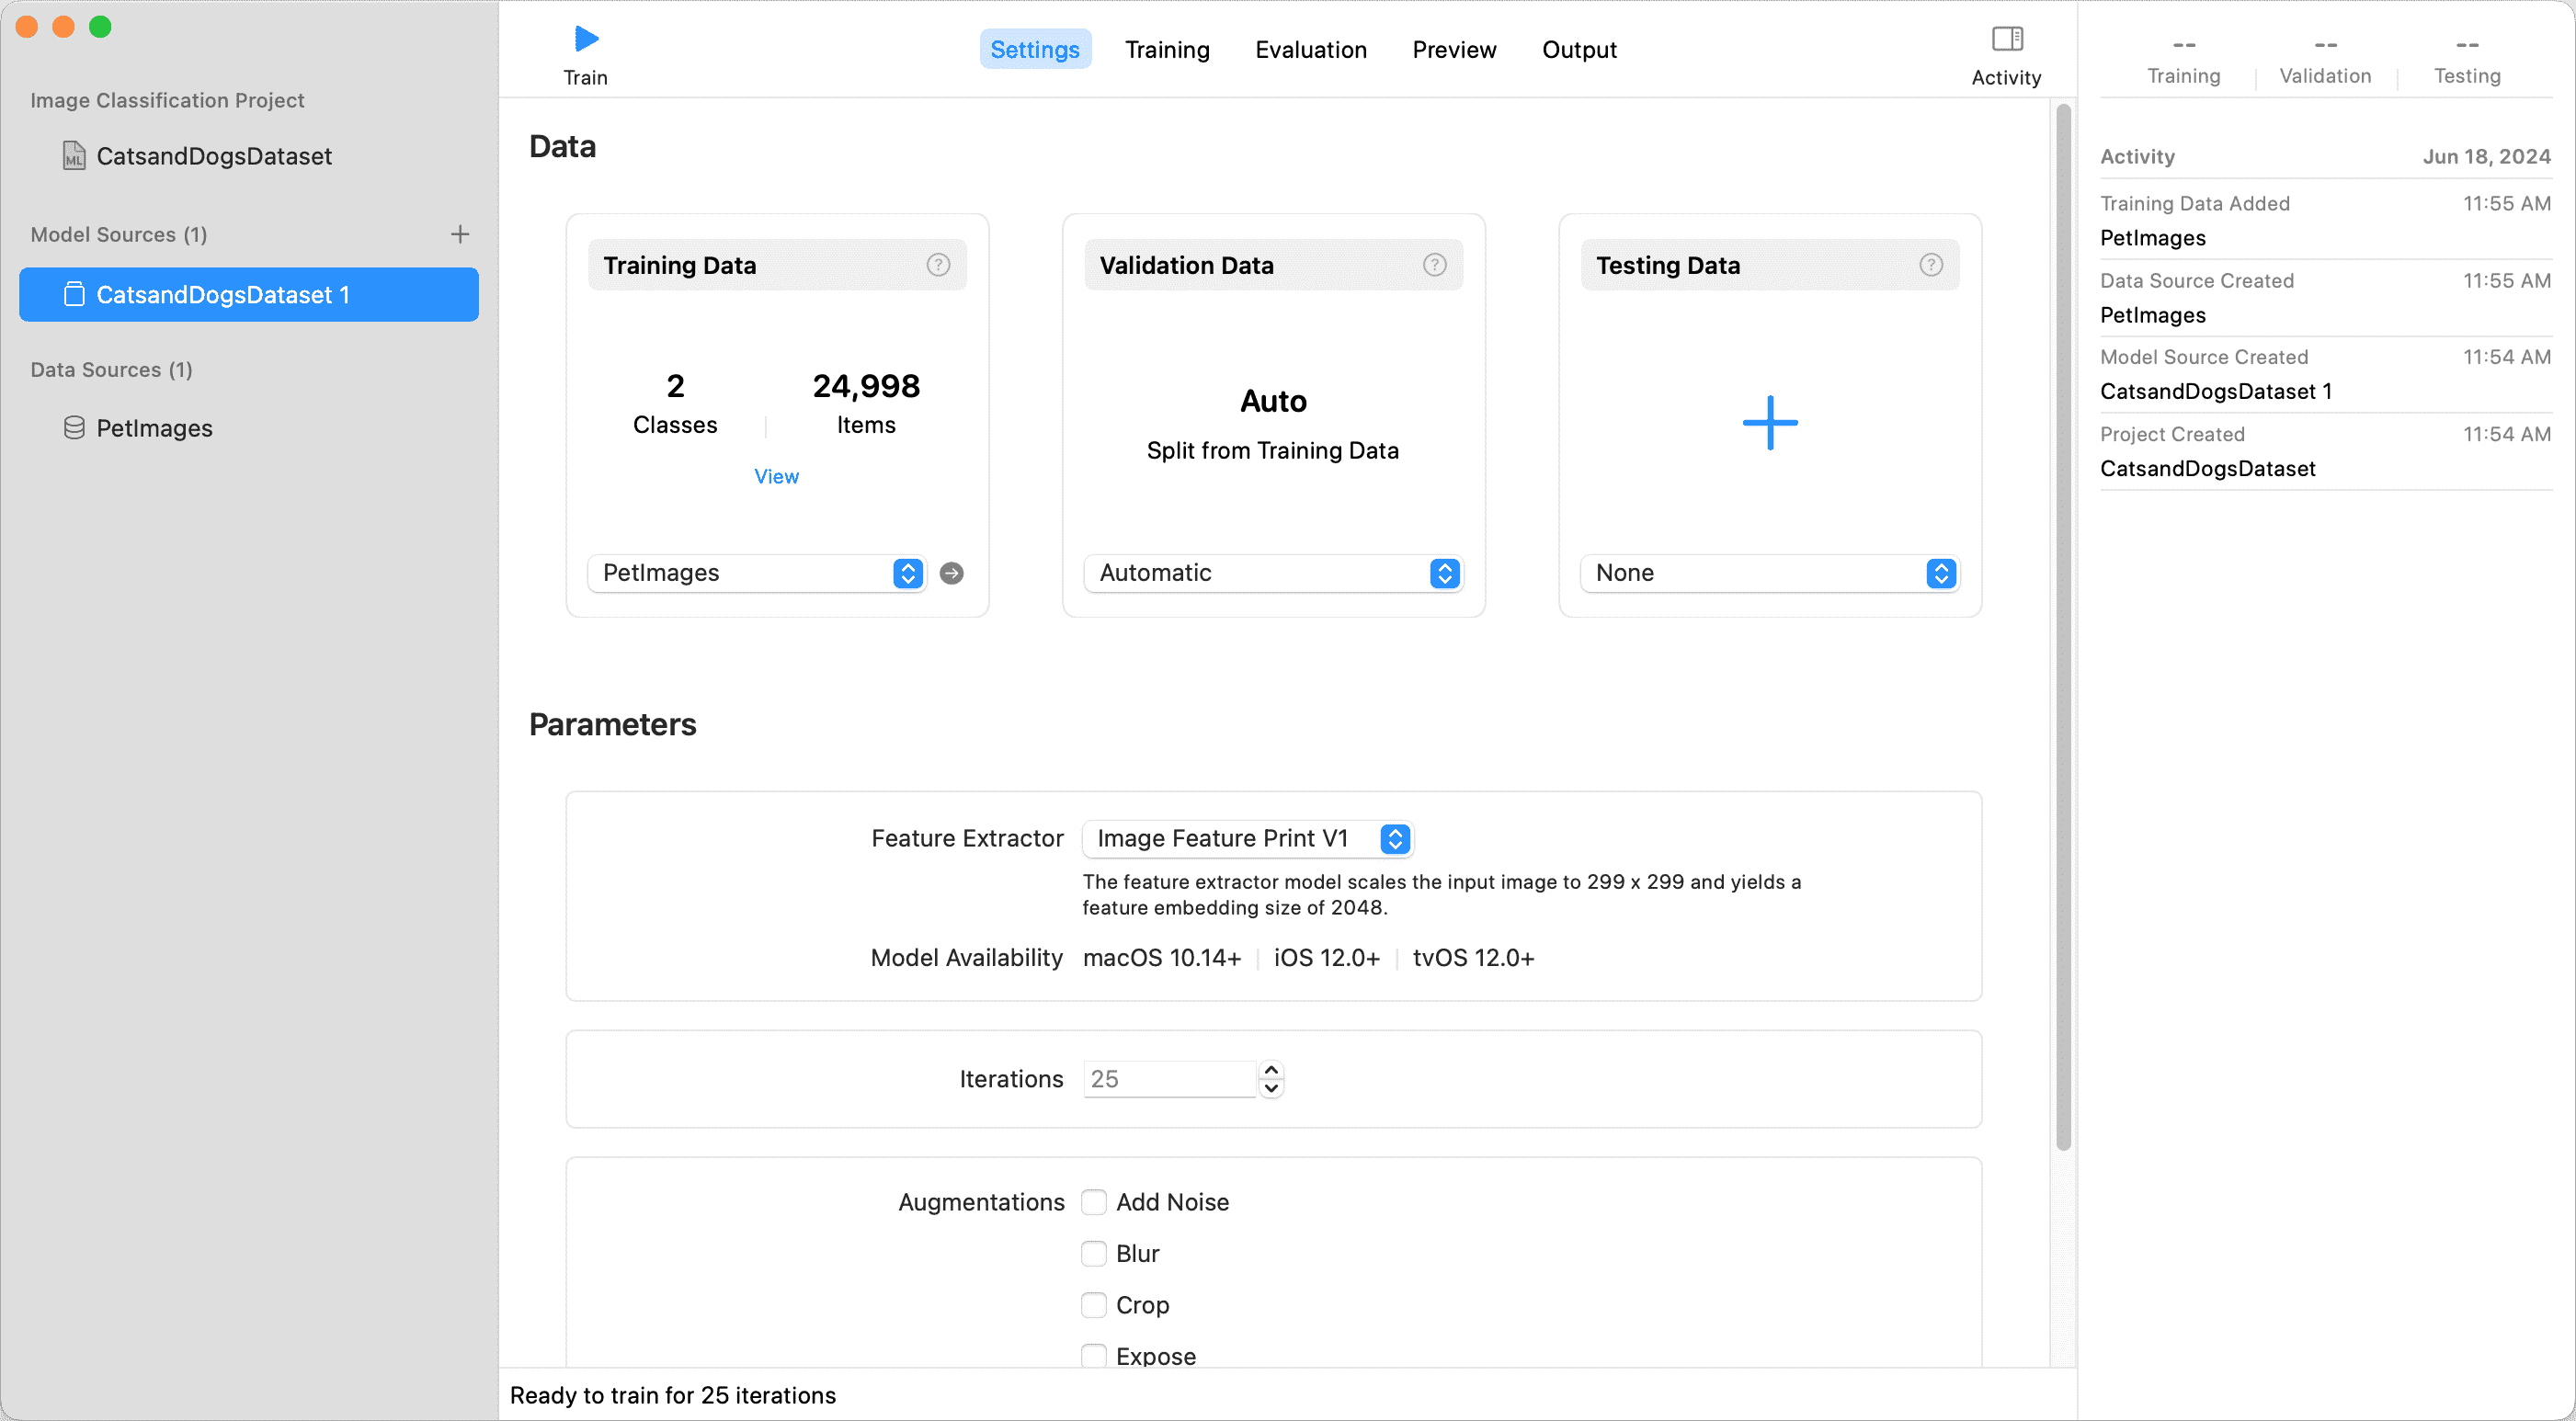 Image Classification Project
CatsandDogsDataset
Model Sources (1)
CatsandDogsDataset 1
Data Sources (1)
PetImages
Train
Settings
Training
Evaluation
Preview
Output
Activity
Data
Training Data
2
Classes
24,998
Items
View
PetImages
Validation Data
Auto
Split from Training Data
Automatic
Testing Data
None
Parameters
Feature Extractor
Image Feature Print V1
The feature extractor model scales the input image to 299 x 299 and yields a
feature embedding size of 2048.
Model Availability
macOS 10.14+
iOS 12.0+
tvOS 12.0+
Iterations
25
Augmentations
Add Noise
Blur
Crop
Expose
Ready to train for 25 iterations
--
Training
--
Validation
--
Testing
Activity
Jun 18, 2024
Training Data Added
11:55 AM
PetImages
Data Source Created
11:55 AM
PetImages
Model Source Created
11:54 AM
CatsandDogsDataset 1
Project Created
11:54 AM
CatsandDogsDataset